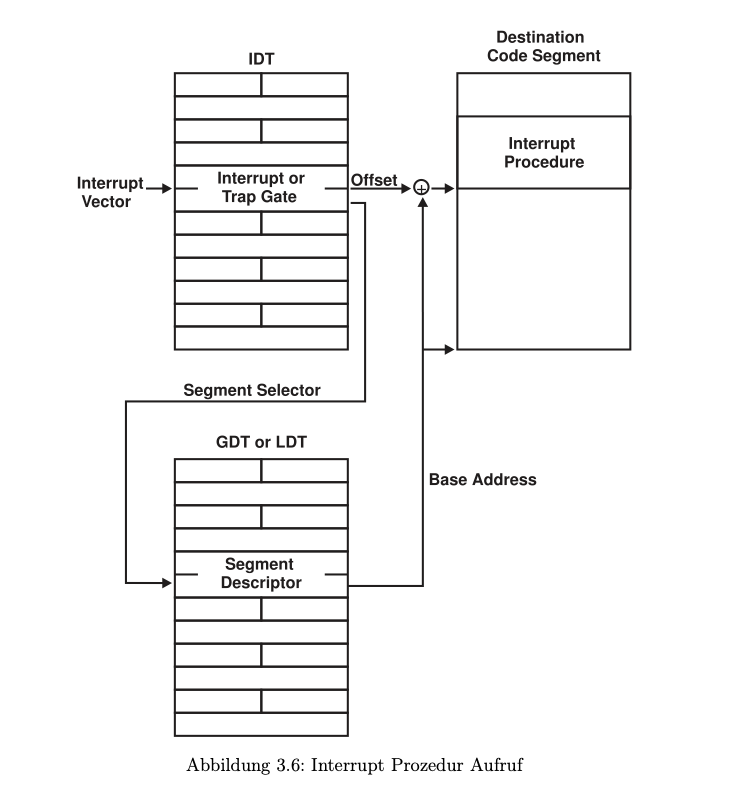 IDT
Destination
Code Segment
Interrupt
Procedure
Interrupt
Vector
Interrupt or
Trap Gate
Offset
+
Segment Selector
GDT or LDT
Base Address
Segment
Descriptor
Abbildung 3.6: Interrupt Prozedur Aufruf